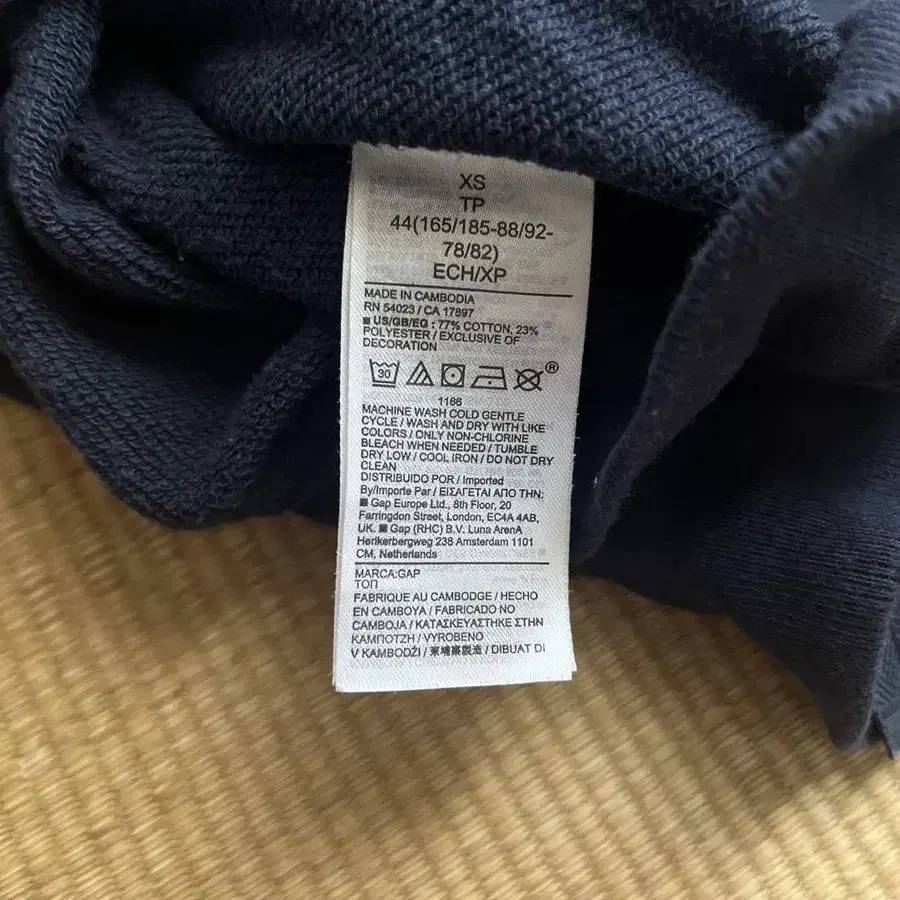 XS
TP
44(165/185-88/92-
78/82)
ECH/XP
MADE IN CAMBODIA
RN 54023 / CA 17897
■ US/GB/EG : 77% COTTON, 23%
POLYESTER / EXCLUSIVE OF
DECORATION
30 ®
1166
MACHINE WASH COLD GENTLE
CYCLE / WASH AND DRY WITH LIKE
COLORS / ONLY NON-CHLORINE
BLEACH WHEN NEEDED / TUMBLE
DRY LOW / COOL IRON / DO NOT DRY
CLEAN
DISTRIBUIDO POR / Imported
By/Importe Par / ΕΙΣΑΓΕΤΑΙ ΑΠΟ ΤΗΝ:
■ Gap Europe Ltd., 8th Floor, 20
Farringdon Street, London, EC4A 4AB,
UK. ■ Gap (RHC) B.V. Luna ArenA
Herikerbergweg 238 Amsterdam 1101
CM, Netherlands
MARCA:GAP
ТОП
FABRIQUE AU CAMBODGE / HECHO
EN CAMBOYA / FABRICADO NO
CAMBOJA / ΚΑΤΑΣΚΕΥΑΣΤΗΚΕ ΣΤΗΝ
ΚΑΜΠΟΤΖΗ / VYROBENO
V KAMBODŽI / 柬埔寨製造 / DIBUAT DI